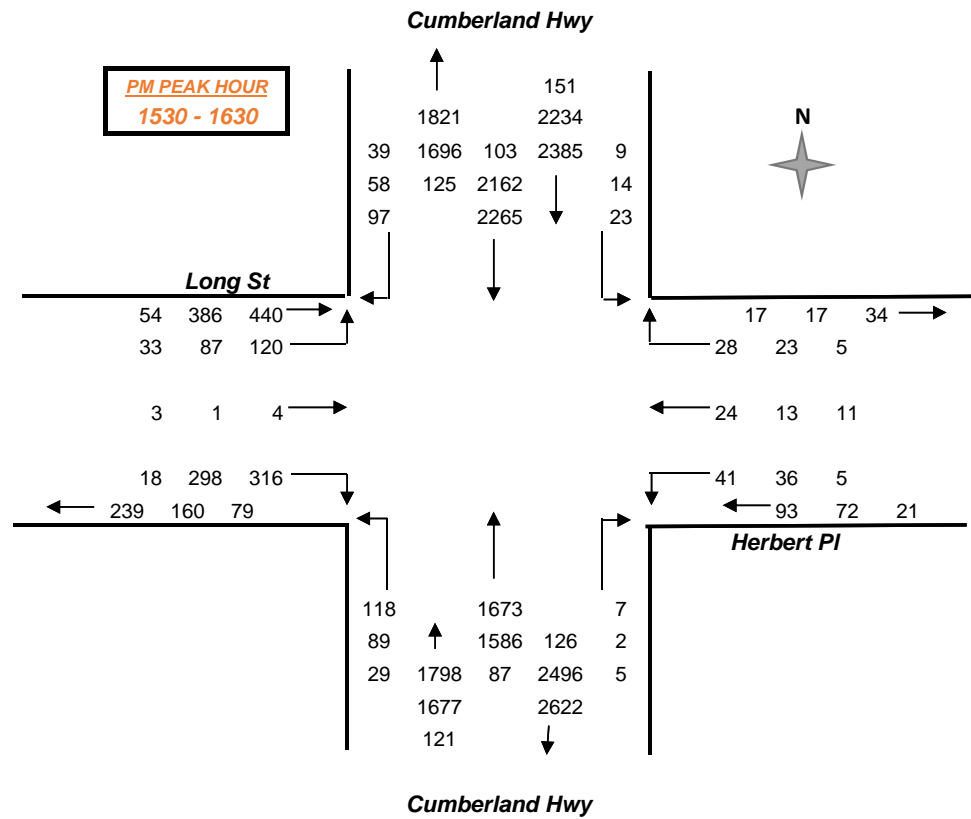 Cumberland Hwy
PM PEAK HOUR
1530 - 1630
151
1821 2234
N
39 1696 103 2385 9
58 125 2162 14
97 2265 23
Long St
54 386 440
17 17 34
33 87 120
28 23 5
3 1 4
24 13 11
18 298 316
41 36 5
239 160 79
93 72 21
Herbert Pl
118 1673 7
89 1586 126 2
29 1798 87 2496 5
1677 2622
121
Cumberland Hwy